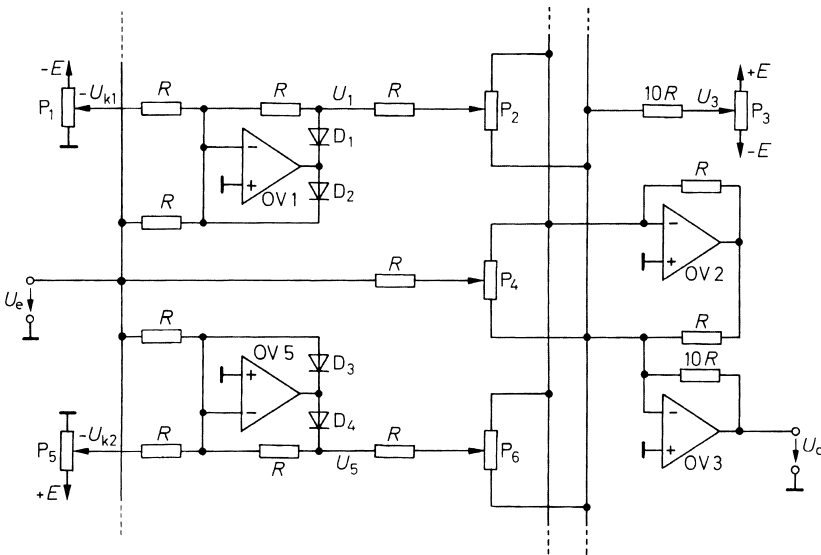 -E
P1
-Uk1
R
R
U1
R
D1
D2
OV1
-
+
R
P2
10R
U3
+E
P3
-E
R
-
+
OV2
Ue
R
P4
R
OV5
+
-
D3
D4
R
10R
-
+
OV3
P5
-Uk2
+E
R
R
U5
R
P6
Ud